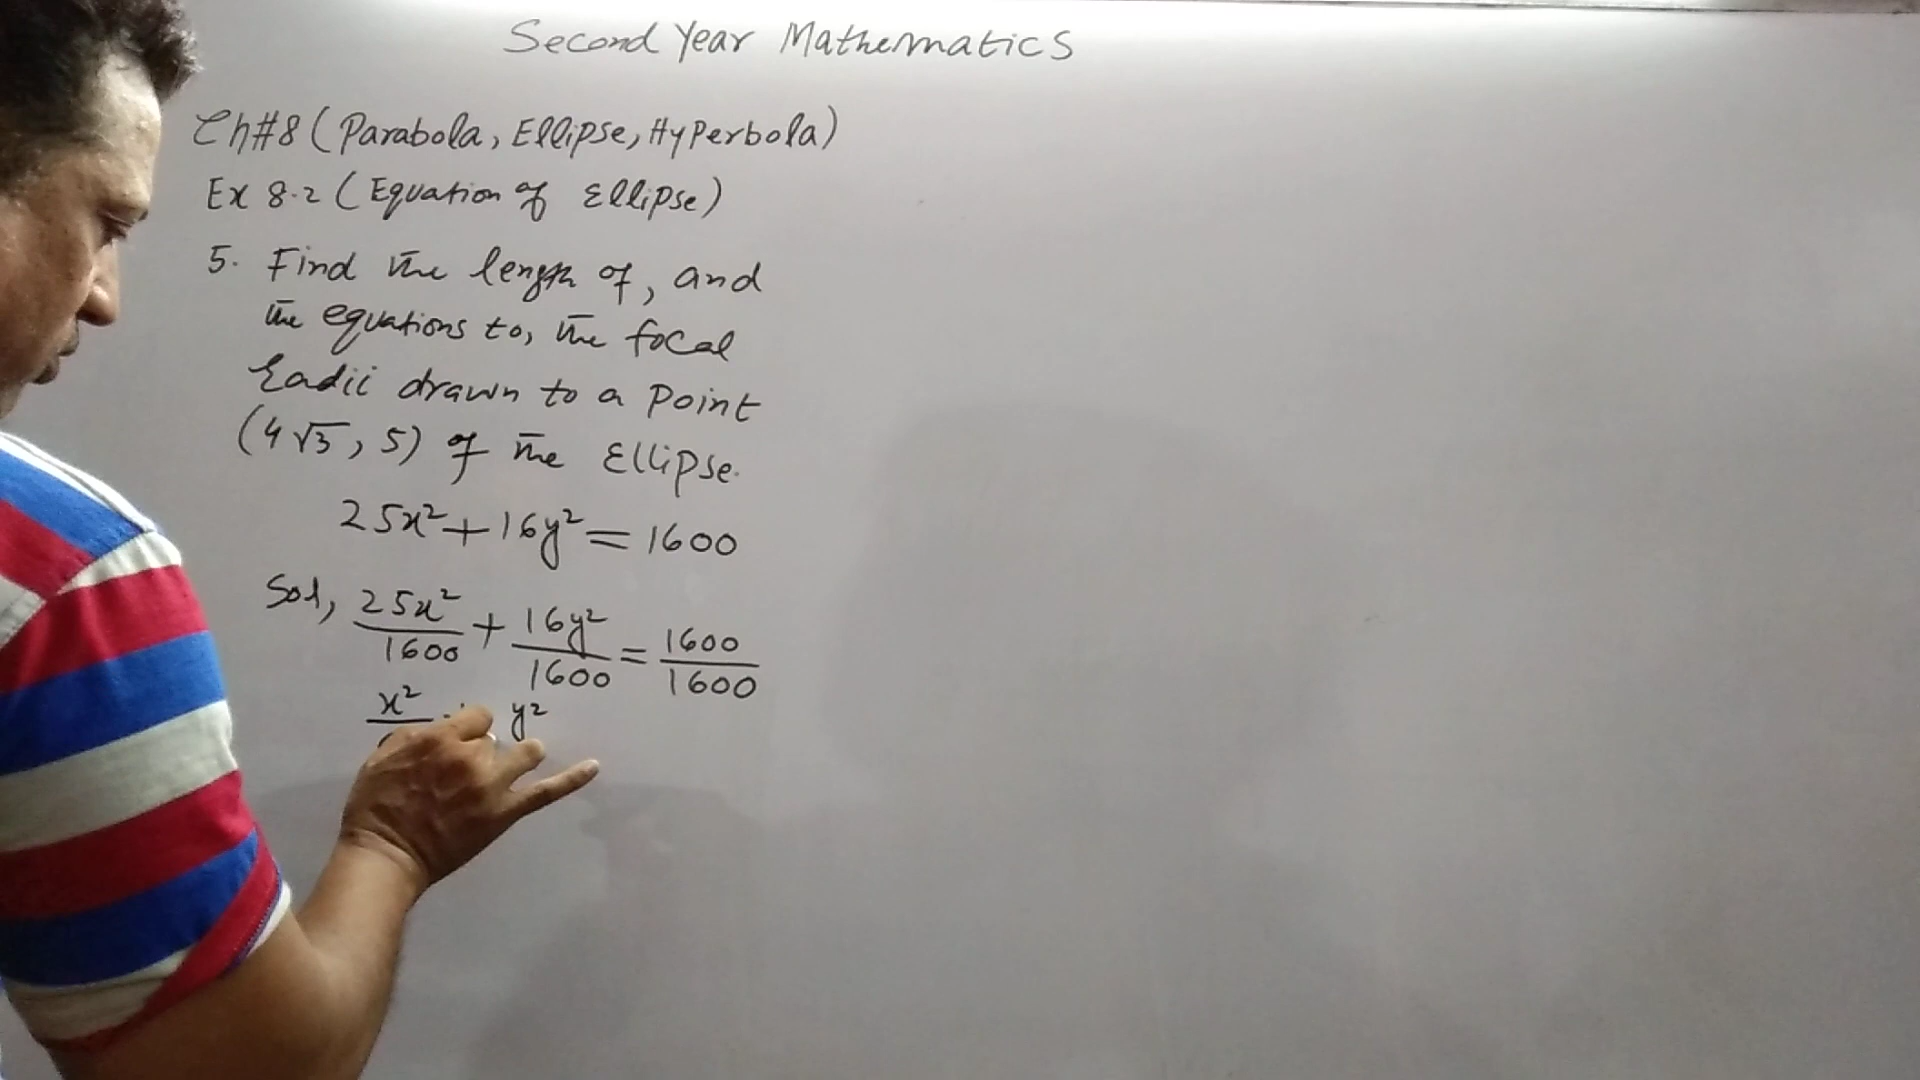 Second Year Mathematics
Ch#8 (Parabola, Ellipse, Hyperbola)
Ex 8.2 (Equation of Ellipse)
5. Find the length of, and
the equations to, the focal
radii drawn to a point
(4√3, 5) of the Ellipse.
25x² + 16y² = 1600
Sol, 25x²/1600 + 16y²/1600 = 1600/1600
x² y²